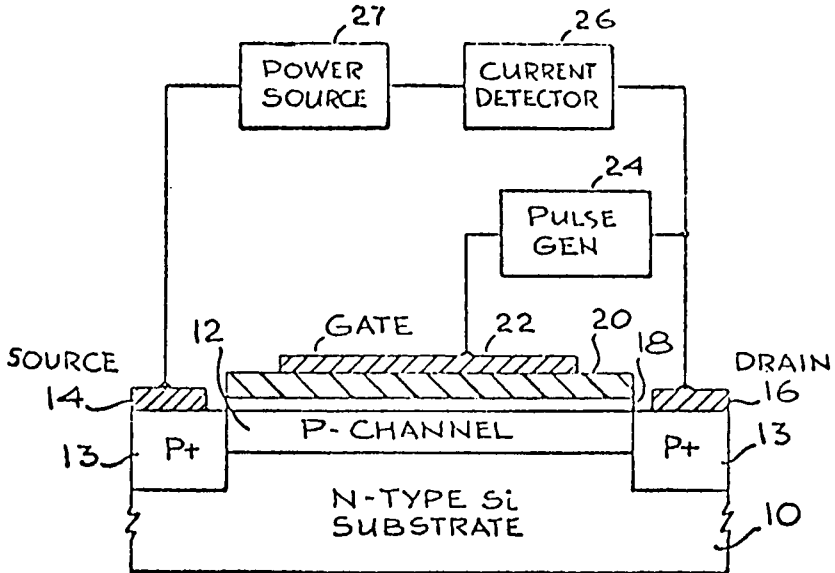 27
26
POWER
SOURCE
CURRENT
DETECTOR
24
PULSE
GEN
12
GATE
22
20
18
SOURCE
DRAIN
14
16
P-CHANNEL
13
P+
P+
13
N-TYPE Si
SUBSTRATE
10